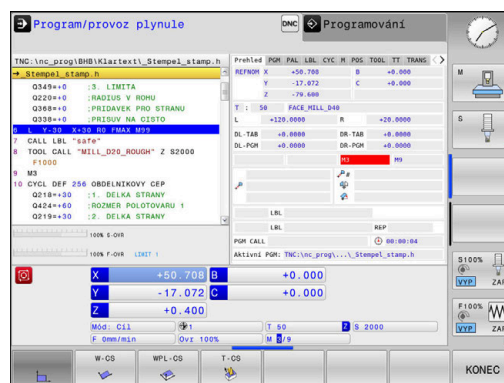 Program/provoz plynule
DNC
Programování
TNC:\nc_prog\BHB\Klartext\_Stempel_stamp.h
→_Stempel_stamp.h
Q349=+0 ;3. LIMITA
Q220=+0 ;RADIUS V ROHU
Q368=+0 ;PRIDAVEK PRO STRANU
Q338=+0 ;PRISUV NA CISTO
6 L Y-30 X+30 R0 FMAX M99
7 CALL LBL "safe"
8 TOOL CALL "MILL_D20_ROUGH" Z S2000
F1000
9 M3
10 CYCL DEF 256 OBDELNIKOVY CEP
Q218=+30 ;1. DELKA STRANY
Q424=+60 ;ROZMER POLOTOVARU 1
Q219=+30 ;2. DELKA STRANY
100% S-OVR
100% F-OVR LIMIT 1
Prehled PGM PAL LBL CYC M POS TOOL TT TRANS
REFNOM X +50.708 B +0.000
Y -17.072 C +0.000
Z -79.600
T : 50 FACE_MILL_D40
L +120.0000 R +20.0000
DL-TAB +0.0000 DR-TAB +0.0000
DL-PGM +0.0000 DR-PGM +0.0000
M3 M9
LBL
LBL REP
PGM CALL 00:00:04
Aktivní PGM: TNC:\nc_prog\...\_Stempel_stamp.h
X +50.708 B +0.000
Y -17.072 C +0.000
Z +0.400
Mód: Cíl 1 T 50 Z S 2000
F 0mm/min Ovr 100% M 3/9
W-CS
WPL-CS
T-CS
KONEC
M
S
S100%
VYP ZAP
F100%
VYP ZAP